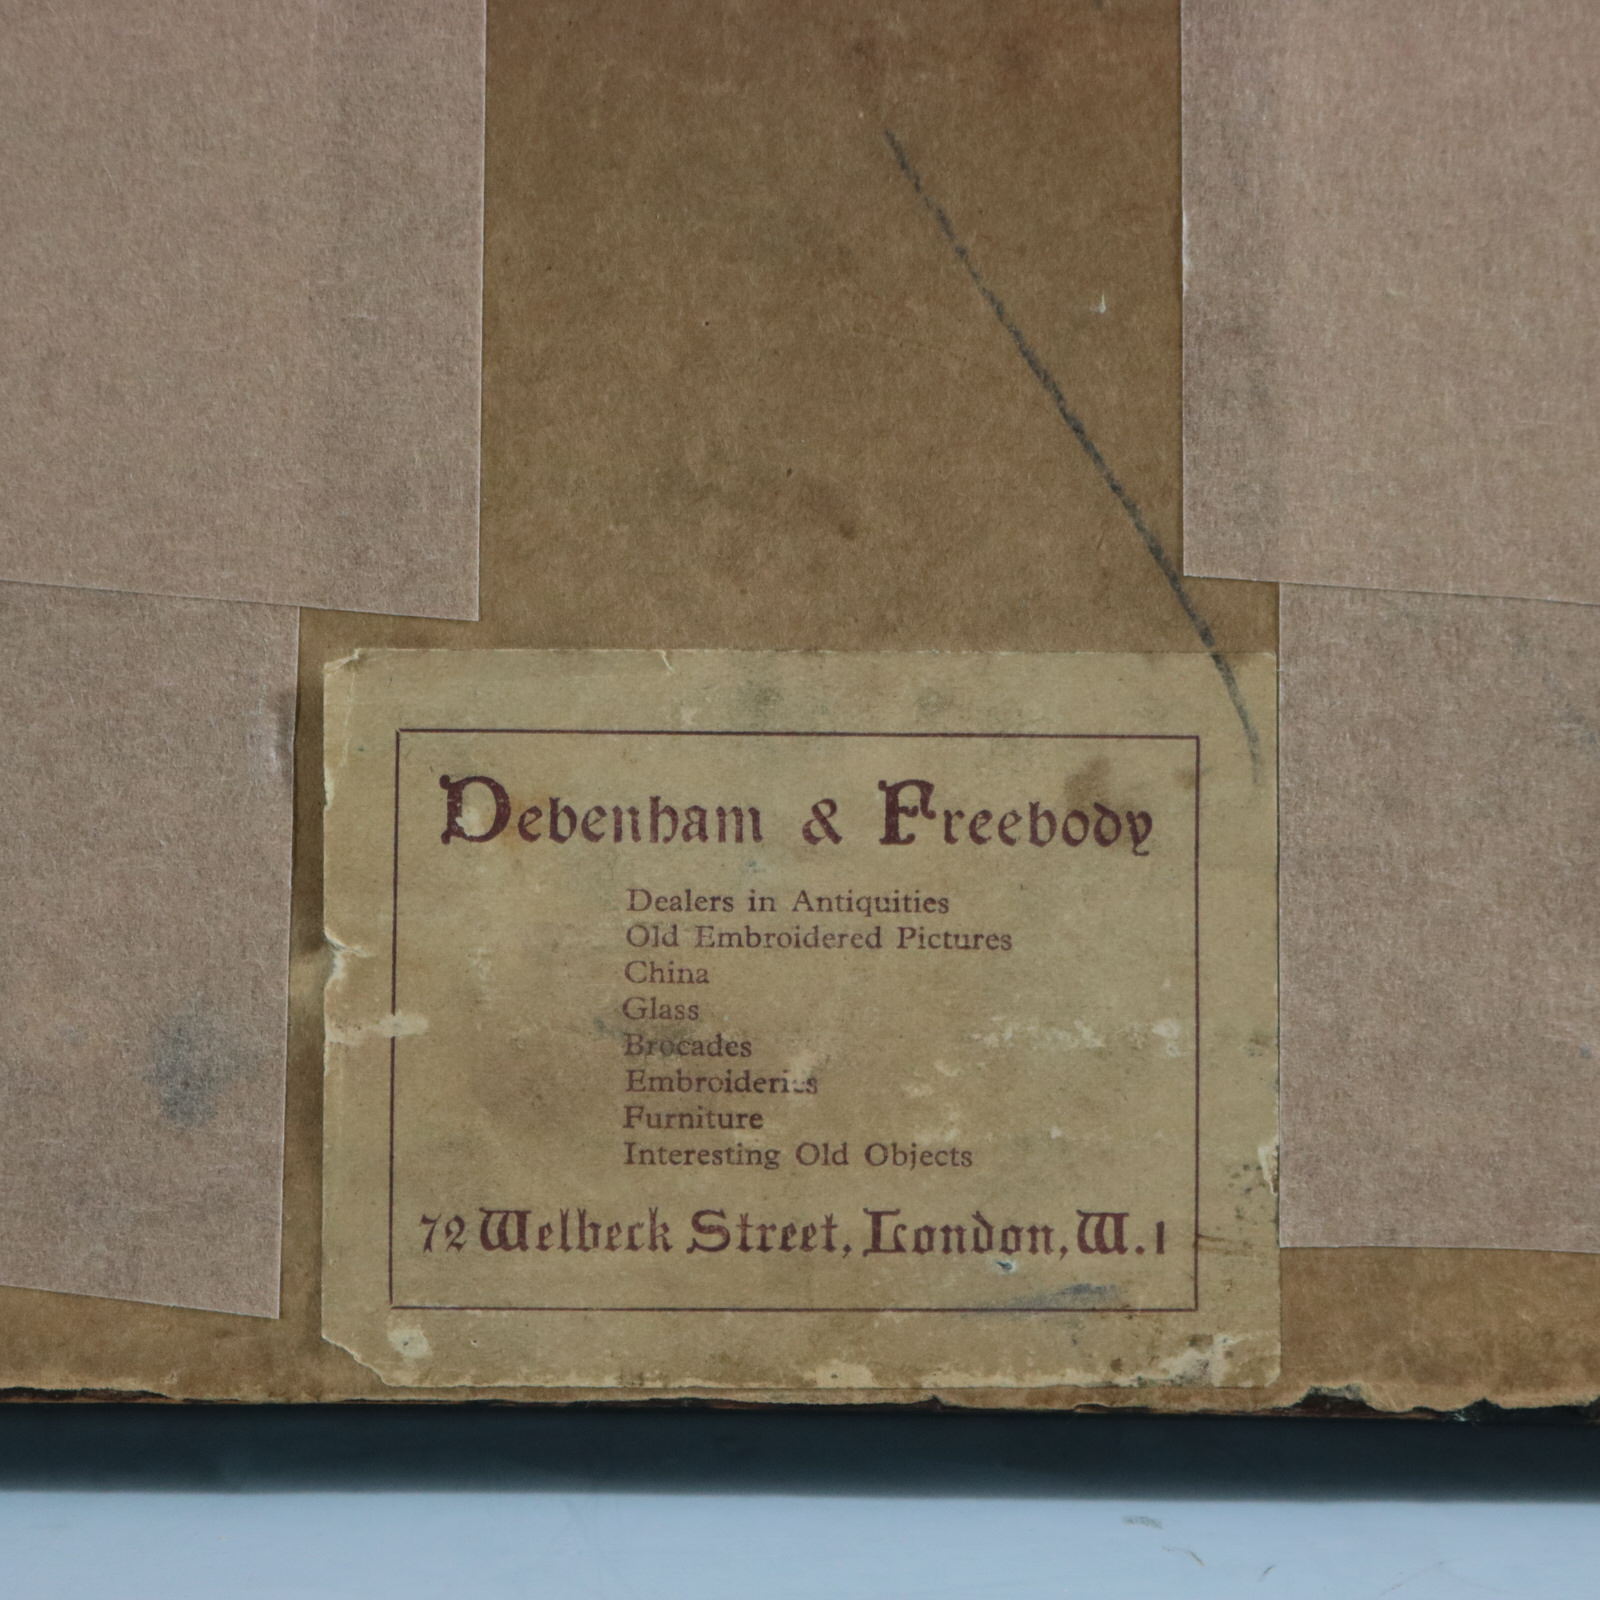 Debenham & Freebody
Dealers in Antiquities
Old Embroidered Pictures
China
Glass
Brocades
Embroideries
Furniture
Interesting Old Objects
72 Welbeck Street, London, W.1